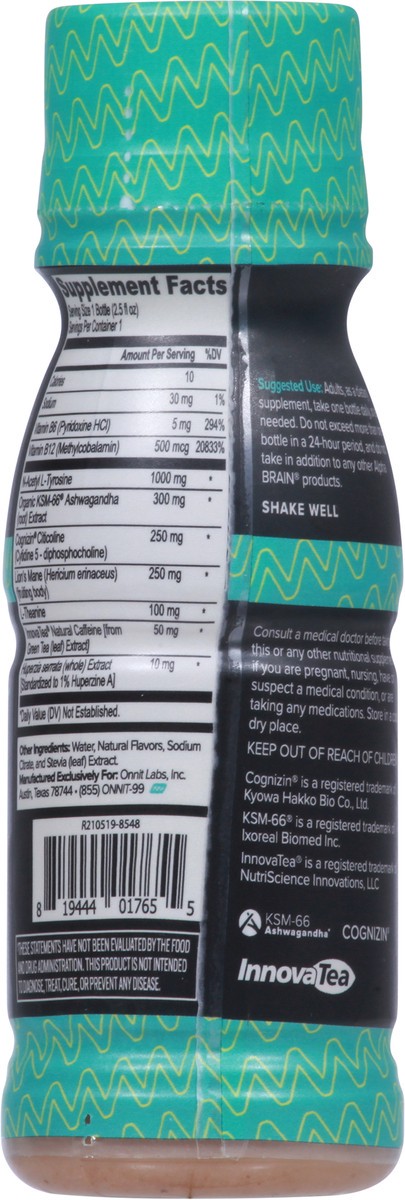 Supplement Facts
Serving Size 1 Bottle (2.5 fl oz)
Servings Per Container 1
Amount Per Serving %DV
Calories 10
Sodium 30 mg 1%
Vitamin B6 (Pyridoxine HCl) 5 mg 294%
Vitamin B12 (Methylcobalamin) 500 mcg 20833%
N-Acetyl L-Tyrosine 1000 mg *
Organic KSM-66® Ashwagandha 300 mg *
(root) Extract
Cognizin® Citicoline 250 mg *
(Cytidine 5 - diphosphocholine)
Lion's Mane (Hericium erinaceus) 250 mg *
(fruiting body)
L-Theanine 100 mg *
InnovaTea® Natural Caffeine [from 50 mg *
Green Tea (leaf) Extract]
Huperzia serrata (whole) Extract 10 mg *
[Standardized to 1% Huperzine A]
*Daily Value (DV) Not Established.
Other Ingredients: Water, Natural Flavors, Sodium
Citrate, and Stevia (leaf) Extract.
Manufactured Exclusively For: Onnit Labs, Inc.
Austin, Texas 78744 • (855) ONNIT-99
R210519-8548
8 19444 01765 5
THESE STATEMENTS HAVE NOT BEEN EVALUATED BY THE FOOD
AND DRUG ADMINISTRATION. THIS PRODUCT IS NOT INTENDED
TO DIAGNOSE, TREAT, CURE, OR PREVENT ANY DISEASE.
Suggested Use: Adults, as a
supplement, take one bottle
needed. Do not exceed more
bottle in a 24-hour period, and
take in addition to any other Alpha
BRAIN® products.
SHAKE WELL
Consult a medical doctor before
this or any other nutritional
if you are pregnant, nursing, have
suspect a medical condition, or
taking any medications. Store in
dry place.
KEEP OUT OF REACH OF
Cognizin® is a registered trademark
Kyowa Hakko Bio Co., Ltd.
KSM-66® is a registered trademark
Ixoreal Biomed Inc.
InnovaTea® is a registered trademark
NutriScience Innovations, LLC
KSM-66
Ashwagandha® COGNIZIN®
InnovaTea